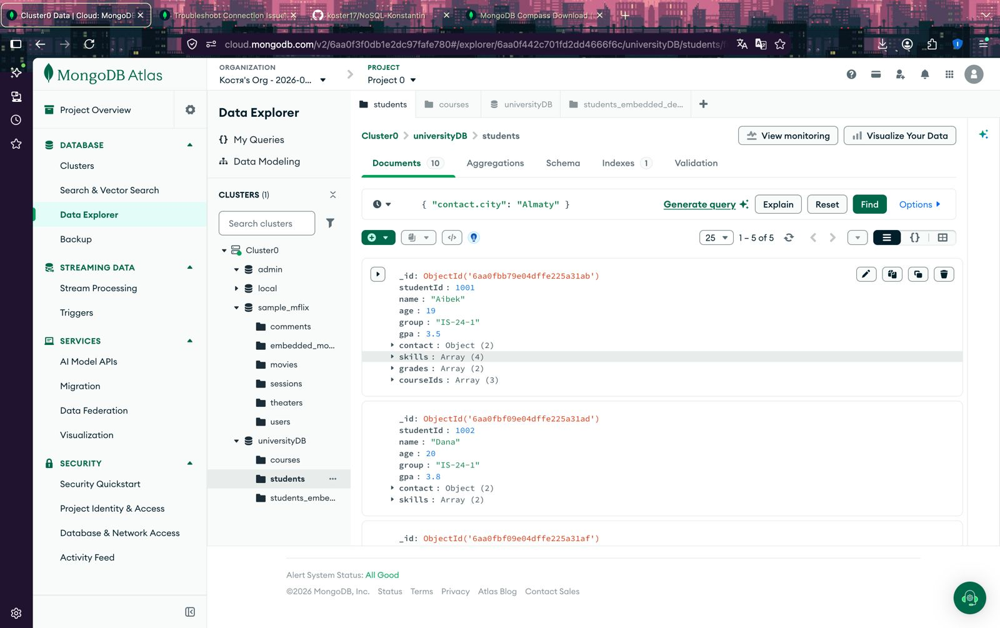 Cluster0 Data | Cloud: MongoDB
Troubleshoot Connection Issue
koster17/NoSQL-Konstantin
MongoDB Compass Download (
cloud.mongodb.com/v2/6aa0f3f0db1e2dc97fafe780#/explorer/6aa0f442c701fd2dd4666f6c/universityDB/students/f
MongoDB Atlas
ORGANIZATION
Костя's Org - 2026-0...
PROJECT
Project 0
Project Overview
DATABASE
Clusters
Search & Vector Search
Data Explorer
Backup
STREAMING DATA
Stream Processing
Triggers
SERVICES
AI Model APIs
Migration
Data Federation
Visualization
SECURITY
Security Quickstart
Project Identity & Access
Database & Network Access
Activity Feed
Data Explorer
{} My Queries
Data Modeling
CLUSTERS (1)
Search clusters
Cluster0
admin
local
sample_mflix
comments
embedded_mo...
movies
sessions
theaters
users
universityDB
courses
students
students_embe...
students
courses
universityDB
students_embedded_de...
Cluster0 > universityDB > students
View monitoring
Visualize Your Data
Documents 10
Aggregations
Schema
Indexes 1
Validation
{ "contact.city": "Almaty" }
Generate query
Explain
Reset
Find
Options
25
1 – 5 of 5
_id: ObjectId('6aa0fbb79e04dffe225a31ab')
studentId : 1001
name : "Aibek"
age : 19
group : "IS-24-1"
gpa : 3.5
contact : Object (2)
skills : Array (4)
grades : Array (2)
courseIds : Array (3)
_id: ObjectId('6aa0fbf09e04dffe225a31ad')
studentId : 1002
name : "Dana"
age : 20
group : "IS-24-1"
gpa : 3.8
contact : Object (2)
skills : Array (2)
_id: ObjectId('6aa0fbf09e04dffe225a31af')
Alert System Status: All Good
©2026 MongoDB, Inc. Status Terms Privacy Atlas Blog Contact Sales